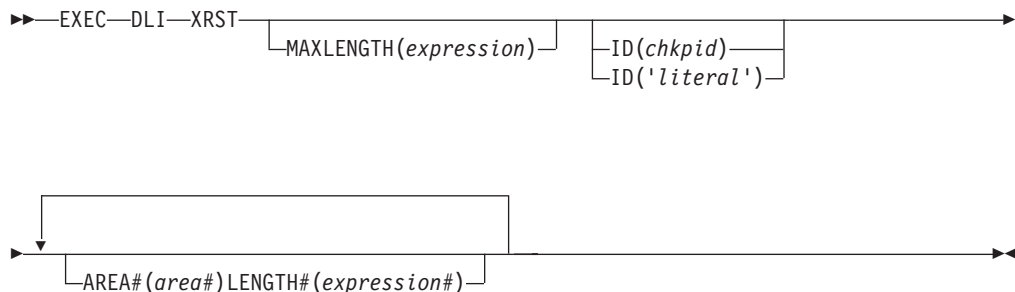 EXEC DLI XRST MAXLENGTH(expression) ID(chkpid)
ID('literal')
AREA#(area#)LENGTH#(expression#)